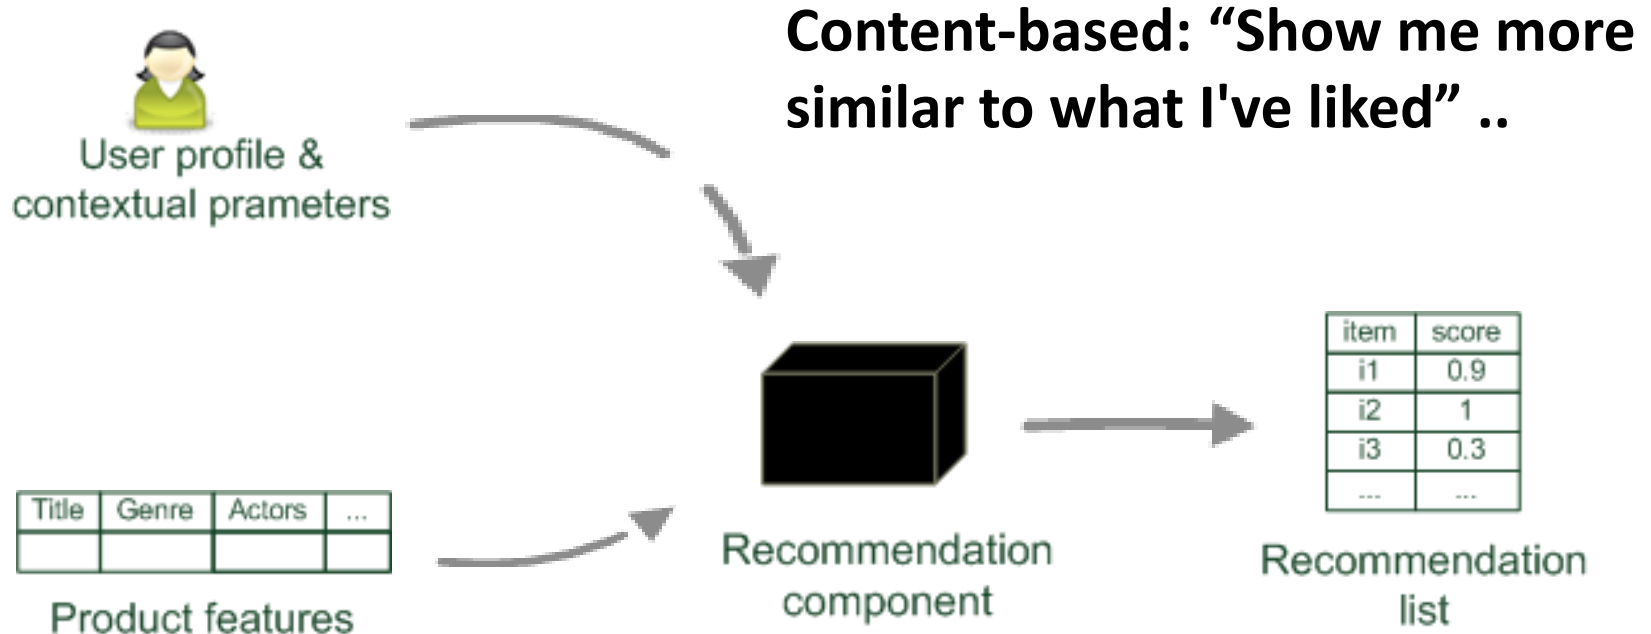 Content-based: “Show me more
similar to what I've liked” ..
User profile &
contextual prameters
Title Genre Actors ...
Product features
Recommendation
component
item score
i1 0.9
i2 1
i3 0.3
... ...
Recommendation
list